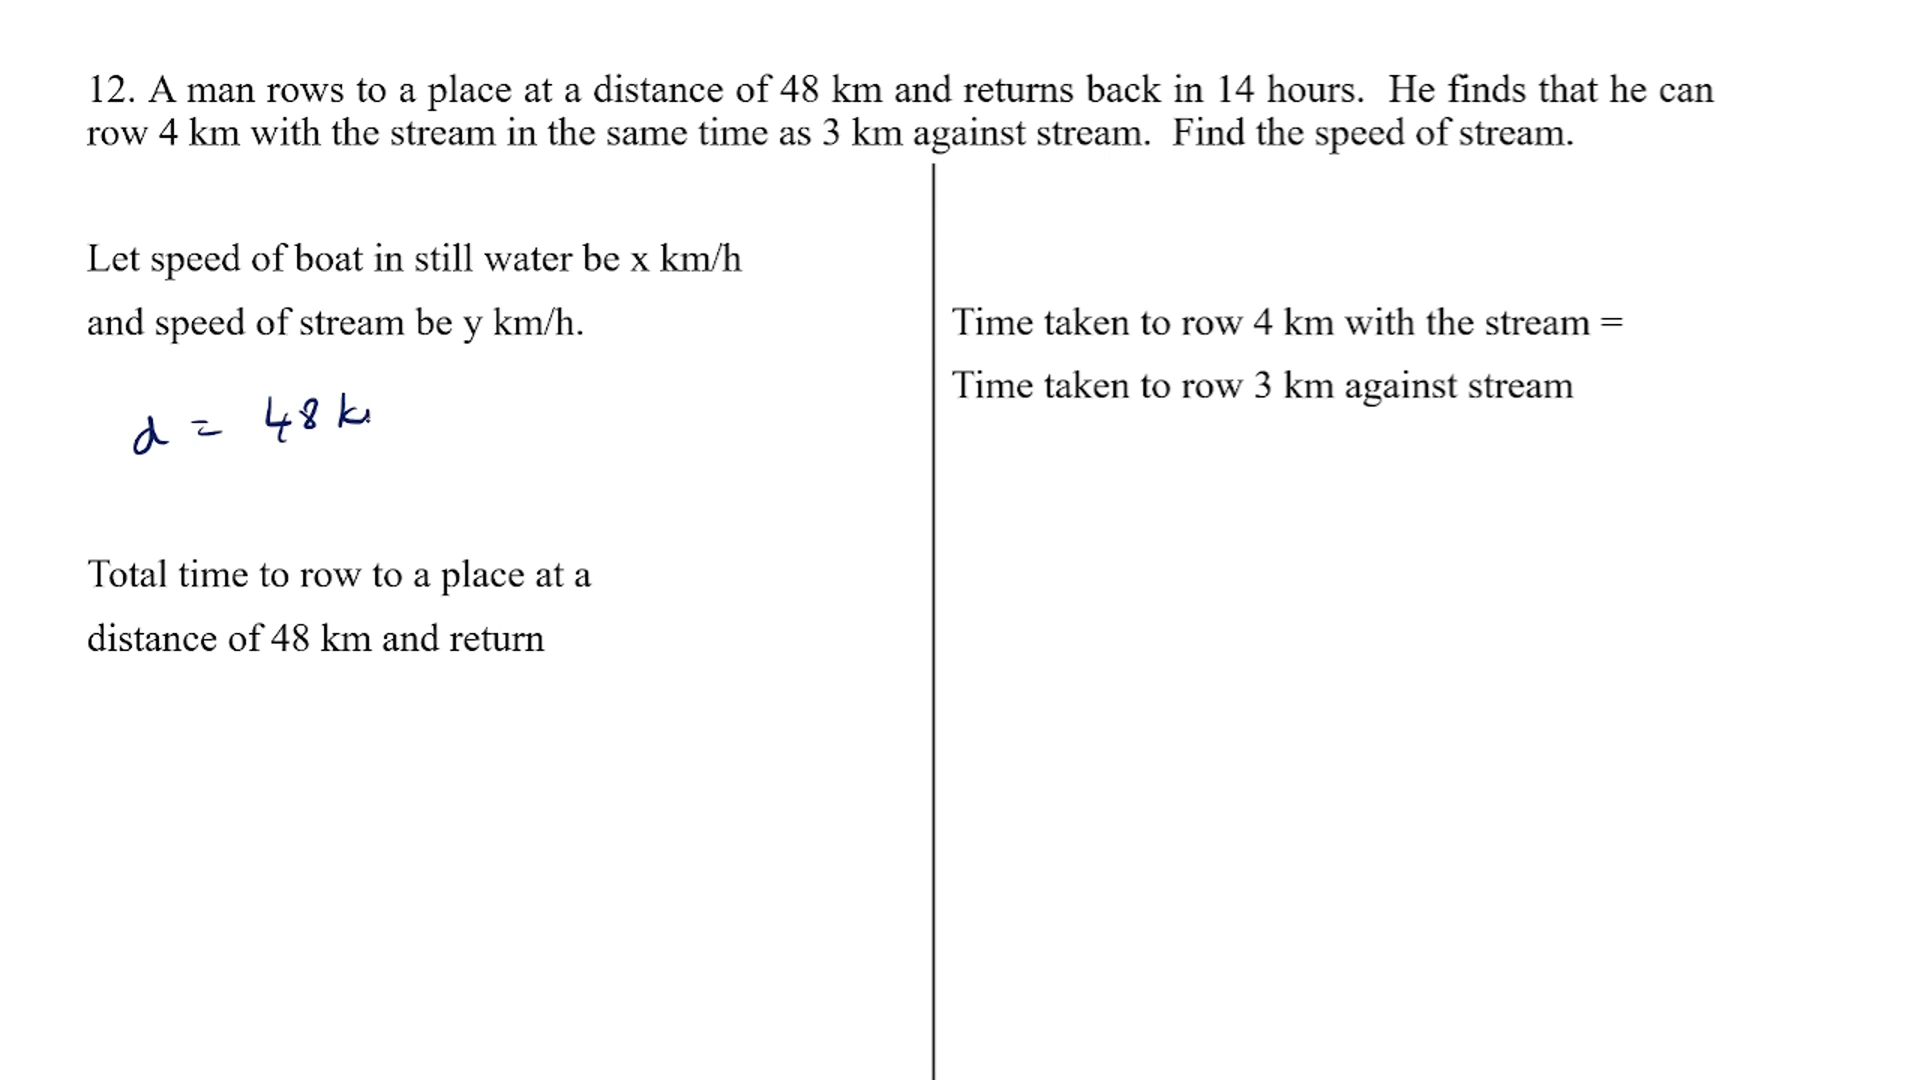 12. A man rows to a place at a distance of 48 km and returns back in 14 hours. He finds that he can
row 4 km with the stream in the same time as 3 km against stream. Find the speed of stream.
Let speed of boat in still water be x km/h
and speed of stream be y km/h.
d = 48 k
Total time to row to a place at a
distance of 48 km and return
Time taken to row 4 km with the stream =
Time taken to row 3 km against stream